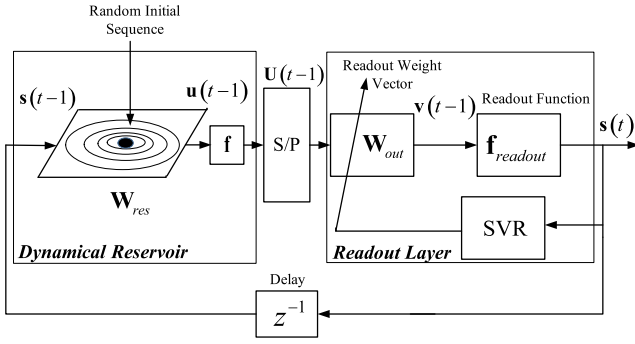 Random Initial
Sequence
s(t−1)
u(t−1)
U(t−1)
Readout Weight
Vector
v(t−1)
Readout Function
s(t)
f
S/P
W_out
f_readout
W_res
SVR
Dynamical Reservoir
Readout Layer
Delay
z^{−1}